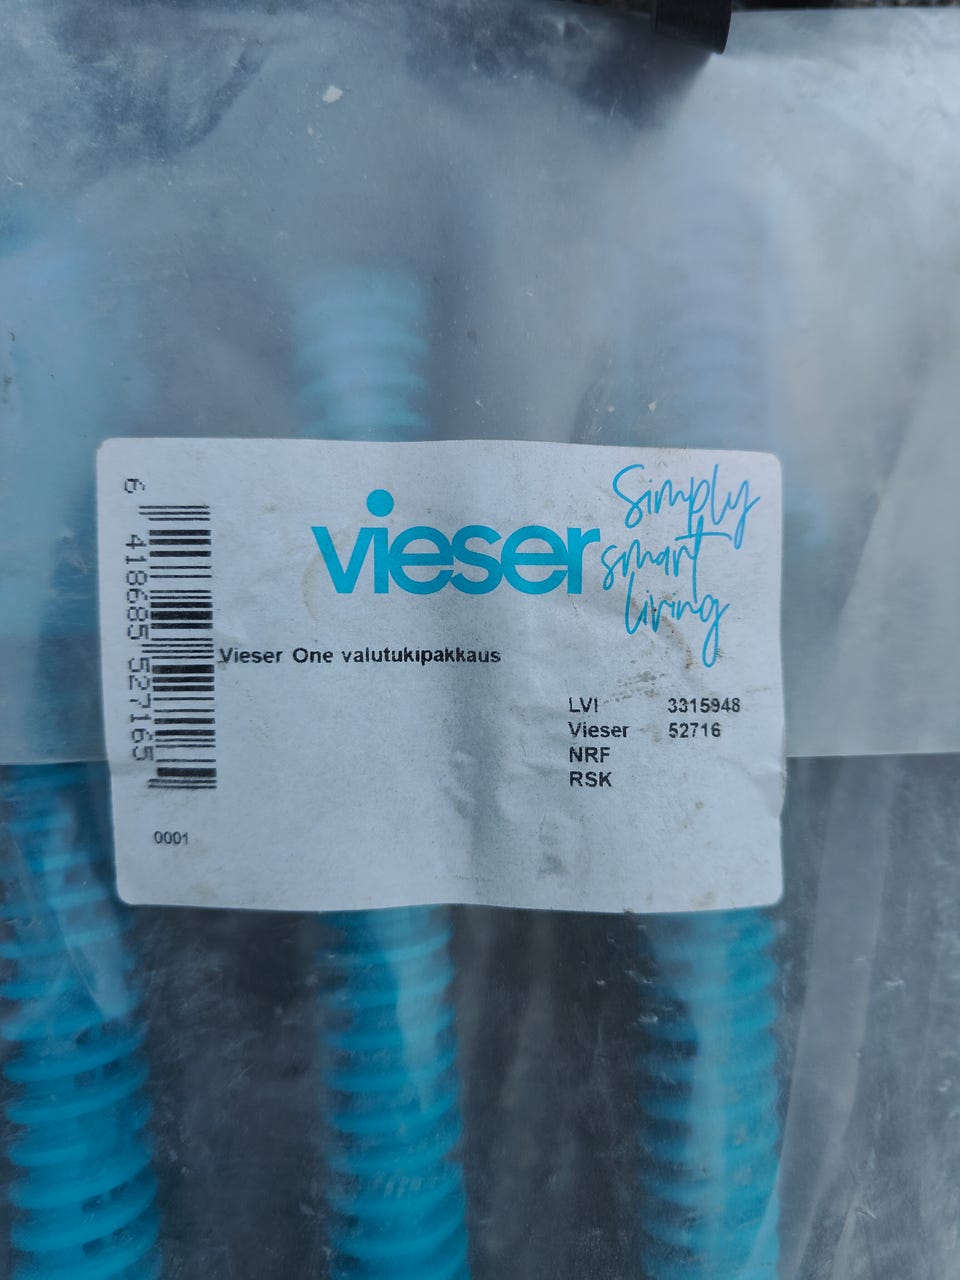 vieser
Simply
smart
living
6 418685 527165
Vieser One valutukipakkaus
LVI 3315948
Vieser 52716
NRF
RSK
0001